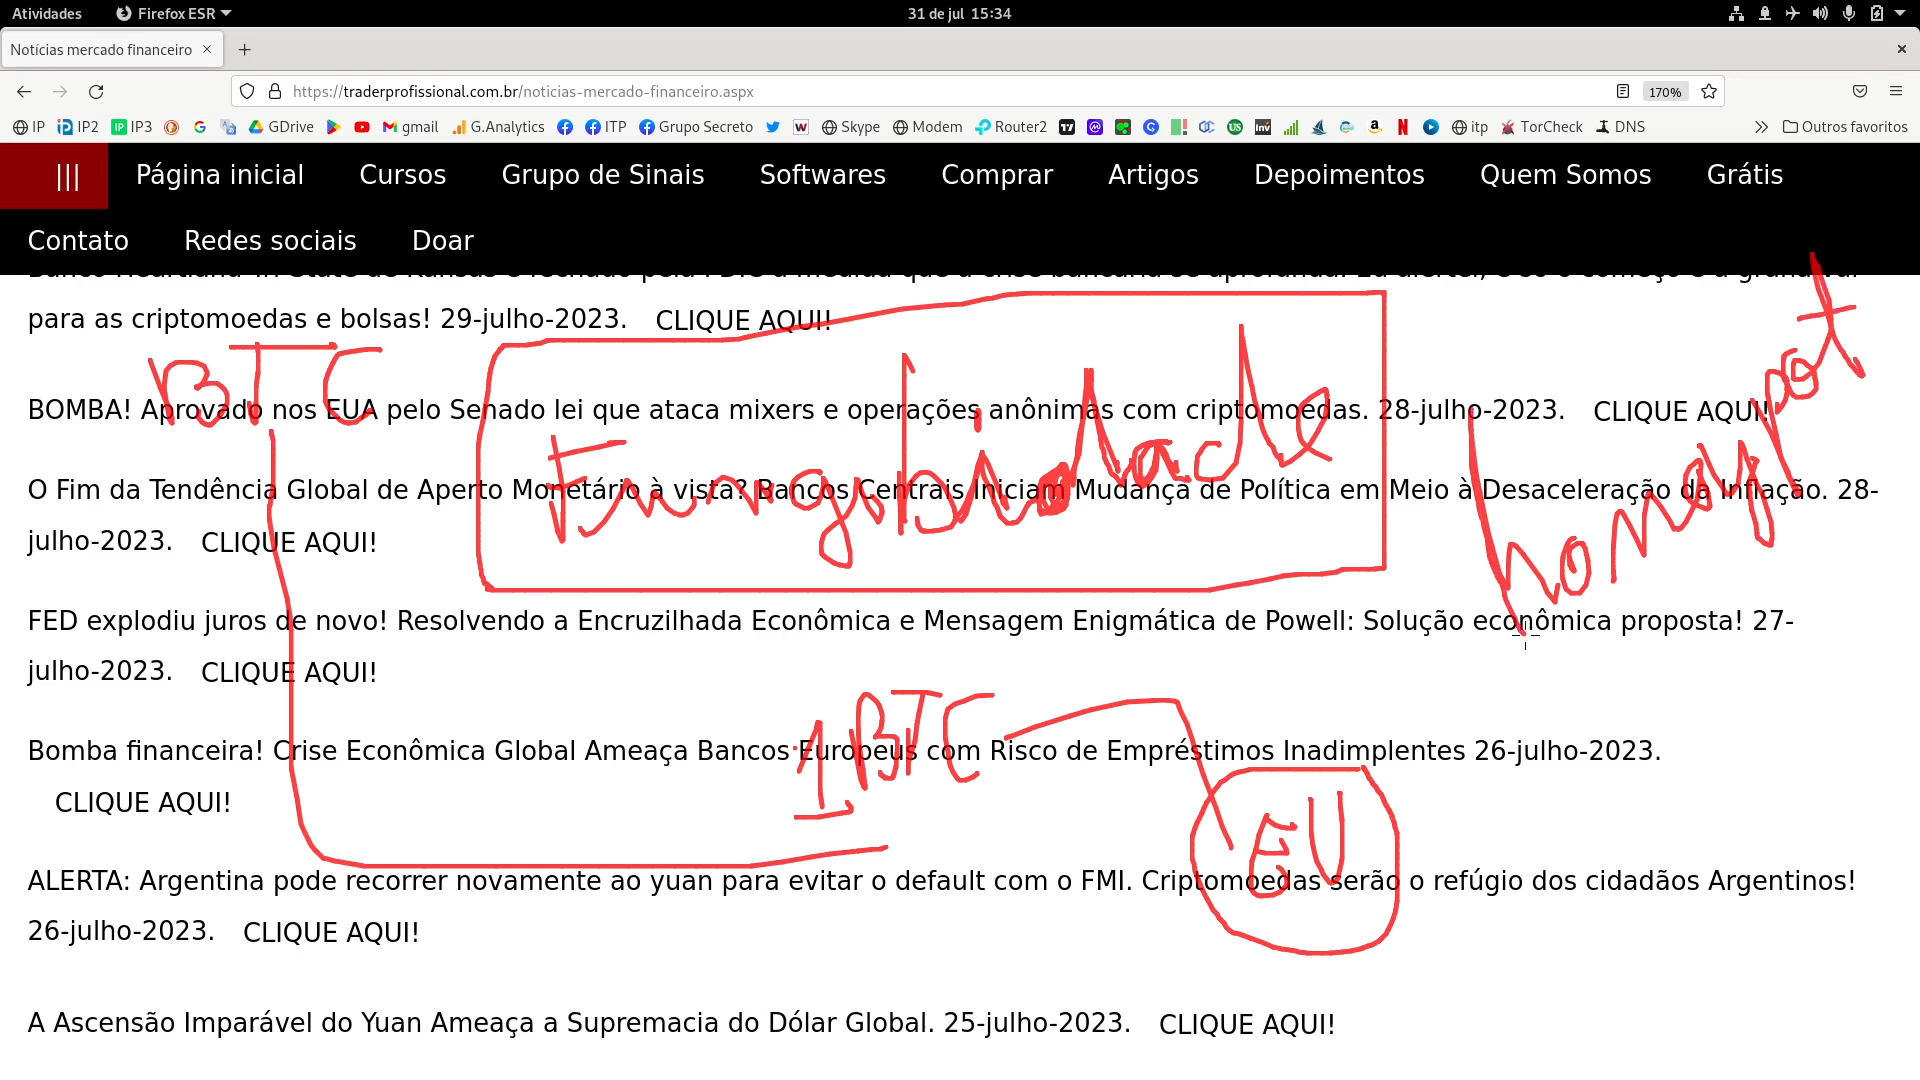 Atividades Firefox ESR 31 de jul 15:34
Notícias mercado financeiro
https://traderprofissional.com.br/noticias-mercado-financeiro.aspx 170%
IP IP2 IP3 GDrive gmail G.Analytics ITP Grupo Secreto Skype Modem Router2 itp TorCheck DNS Outros favoritos
||| Página inicial Cursos Grupo de Sinais Softwares Comprar Artigos Depoimentos Quem Somos Grátis
Contato Redes sociais Doar
para as criptomoedas e bolsas! 29-julho-2023. CLIQUE AQUI!
BTC
BOMBA! Aprovado nos EUA pelo Senado lei que ataca mixers e operações anônimas com criptomoedas. 28-julho-2023. CLIQUE AQUI!
Fungibilidade
honeypot
O Fim da Tendência Global de Aperto Monetário à vista? Bancos Centrais Iniciam Mudança de Política em Meio à Desaceleração da Inflação. 28-
julho-2023. CLIQUE AQUI!
FED explodiu juros de novo! Resolvendo a Encruzilhada Econômica e Mensagem Enigmática de Powell: Solução econômica proposta! 27-
julho-2023. CLIQUE AQUI!
1 BTC
Bomba financeira! Crise Econômica Global Ameaça Bancos Europeus com Risco de Empréstimos Inadimplentes 26-julho-2023.
CLIQUE AQUI!
EU
ALERTA: Argentina pode recorrer novamente ao yuan para evitar o default com o FMI. Criptomoedas serão o refúgio dos cidadãos Argentinos!
26-julho-2023. CLIQUE AQUI!
A Ascensão Imparável do Yuan Ameaça a Supremacia do Dólar Global. 25-julho-2023. CLIQUE AQUI!